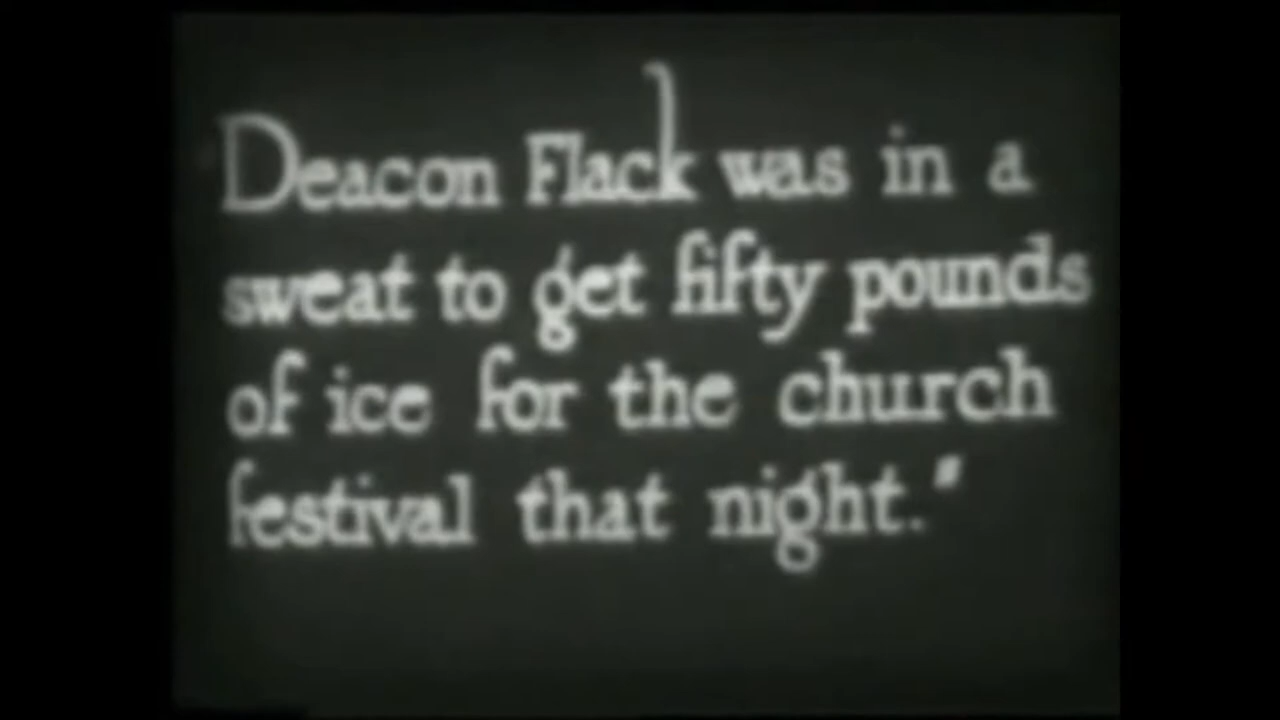 Deacon Flack was in a
sweat to get fifty pounds
of ice for the church
festival that night."